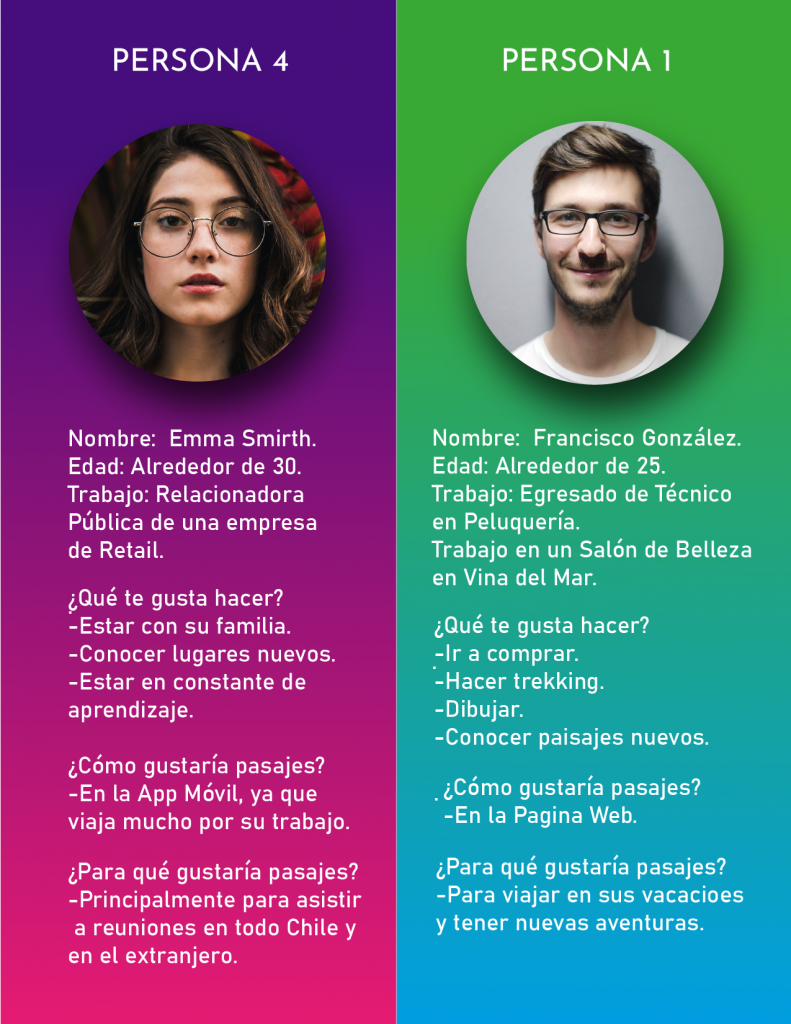 PERSONA 4
Nombre:  Emma Smirth.
Edad: Alrededor de 30.
Trabajo: Relacionadora
Pública de una empresa
de Retail.
¿Qué te gusta hacer?
-Estar con su familia.
-Conocer lugares nuevos.
-Estar en constante de
aprendizaje.
¿Cómo gustaría pasajes?
-En la App Móvil, ya que
viaja mucho por su trabajo.
¿Para qué gustaría pasajes?
-Principalmente para asistir
a reuniones en todo Chile y
en el extranjero.
PERSONA 1
Nombre:  Francisco González.
Edad: Alrededor de 25.
Trabajo: Egresado de Técnico
en Peluquería.
Trabajo en un Salón de Belleza
en Vina del Mar.
¿Qué te gusta hacer?
-Ir a comprar.
-Hacer trekking.
-Dibujar.
-Conocer paisajes nuevos.
¿Cómo gustaría pasajes?
-En la Pagina Web.
¿Para qué gustaría pasajes?
-Para viajar en sus vacacioes
y tener nuevas aventuras.